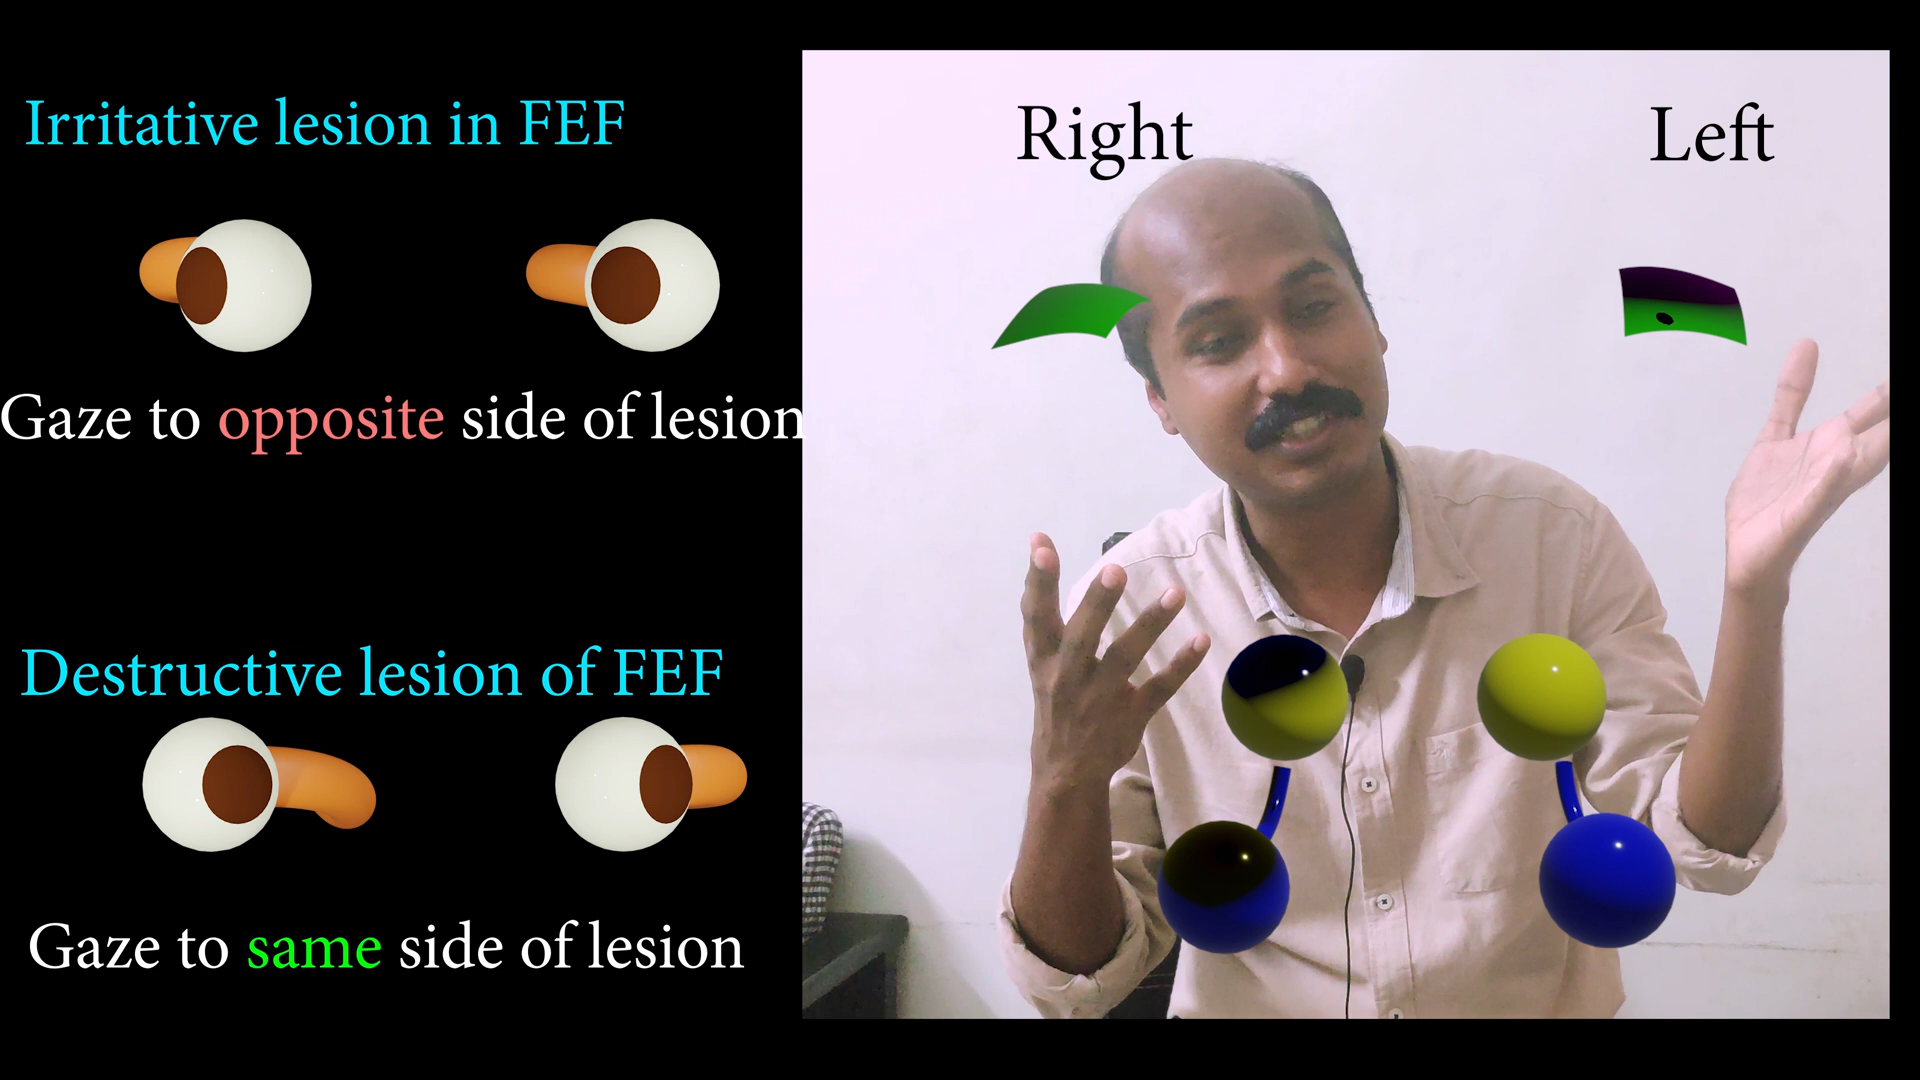 Irritative lesion in FEF
Gaze to opposite side of lesion
Destructive lesion of FEF
Gaze to same side of lesion
Right
Left